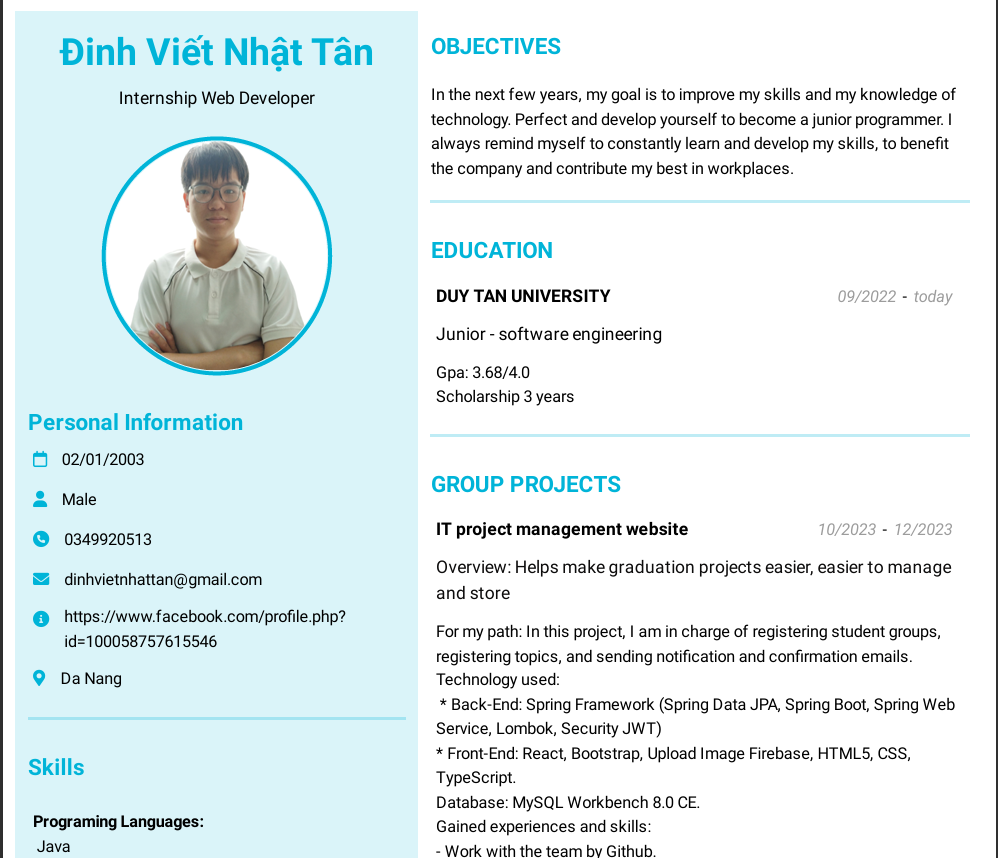 Đinh Viết Nhật Tân
Internship Web Developer
Personal Information
02/01/2003
Male
0349920513
dinhvietnhattan@gmail.com
https://www.facebook.com/profile.php?
id=100058757615546
Da Nang
Skills
Programing Languages:
Java
OBJECTIVES
In the next few years, my goal is to improve my skills and my knowledge of
technology. Perfect and develop yourself to become a junior programmer. I
always remind myself to constantly learn and develop my skills, to benefit
the company and contribute my best in workplaces.
EDUCATION
DUY TAN UNIVERSITY 09/2022 - today
Junior - software engineering
Gpa: 3.68/4.0
Scholarship 3 years
GROUP PROJECTS
IT project management website 10/2023 - 12/2023
Overview: Helps make graduation projects easier, easier to manage
and store
For my path: In this project, I am in charge of registering student groups,
registering topics, and sending notification and confirmation emails.
Technology used:
* Back-End: Spring Framework (Spring Data JPA, Spring Boot, Spring Web
Service, Lombok, Security JWT)
* Front-End: React, Bootstrap, Upload Image Firebase, HTML5, CSS,
TypeScript.
Database: MySQL Workbench 8.0 CE.
Gained experiences and skills:
- Work with the team by Github.